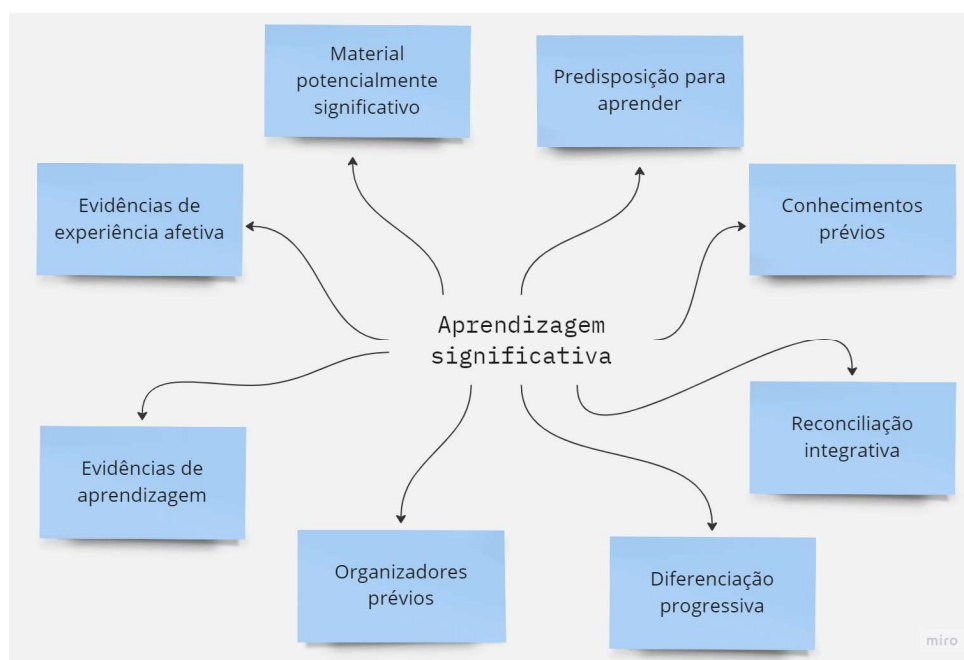 Material
potencialmente
significativo
Predisposição para
aprender
Evidências de
experiência afetiva
Conhecimentos
prévios
Aprendizagem
significativa
Reconciliação
integrativa
Evidências de
aprendizagem
Organizadores
prévios
Diferenciação
progressiva
miro